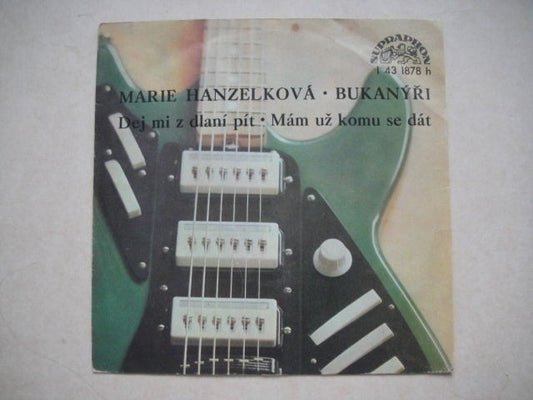 SUPRAPHON
1 43 1878 h
MARIE HANZELKOVÁ · BUKANÝŘI
Dej mi z dlaní pít · Mám už komu se dát